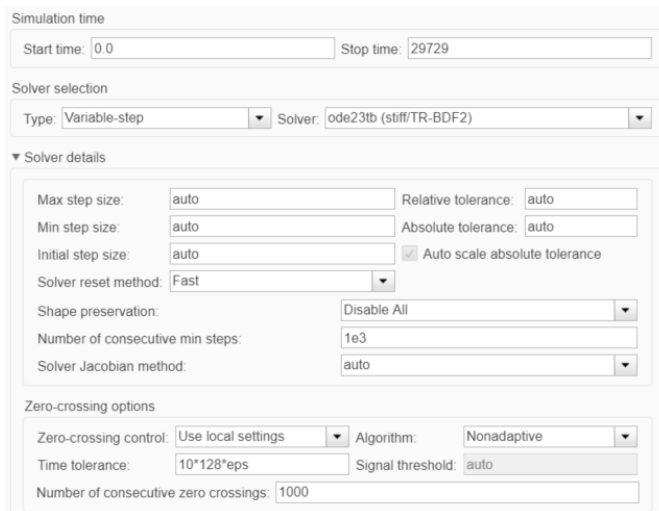 Simulation time
Start time: 0.0 Stop time: 29729
Solver selection
Type: Variable-step Solver: ode23tb (stiff/TR-BDF2)
Solver details
Max step size: auto Relative tolerance: auto
Min step size: auto Absolute tolerance: auto
Initial step size: auto Auto scale absolute tolerance
Solver reset method: Fast
Shape preservation: Disable All
Number of consecutive min steps: 1e3
Solver Jacobian method: auto
Zero-crossing options
Zero-crossing control: Use local settings Algorithm: Nonadaptive
Time tolerance: 10*128*eps Signal threshold: auto
Number of consecutive zero crossings: 1000